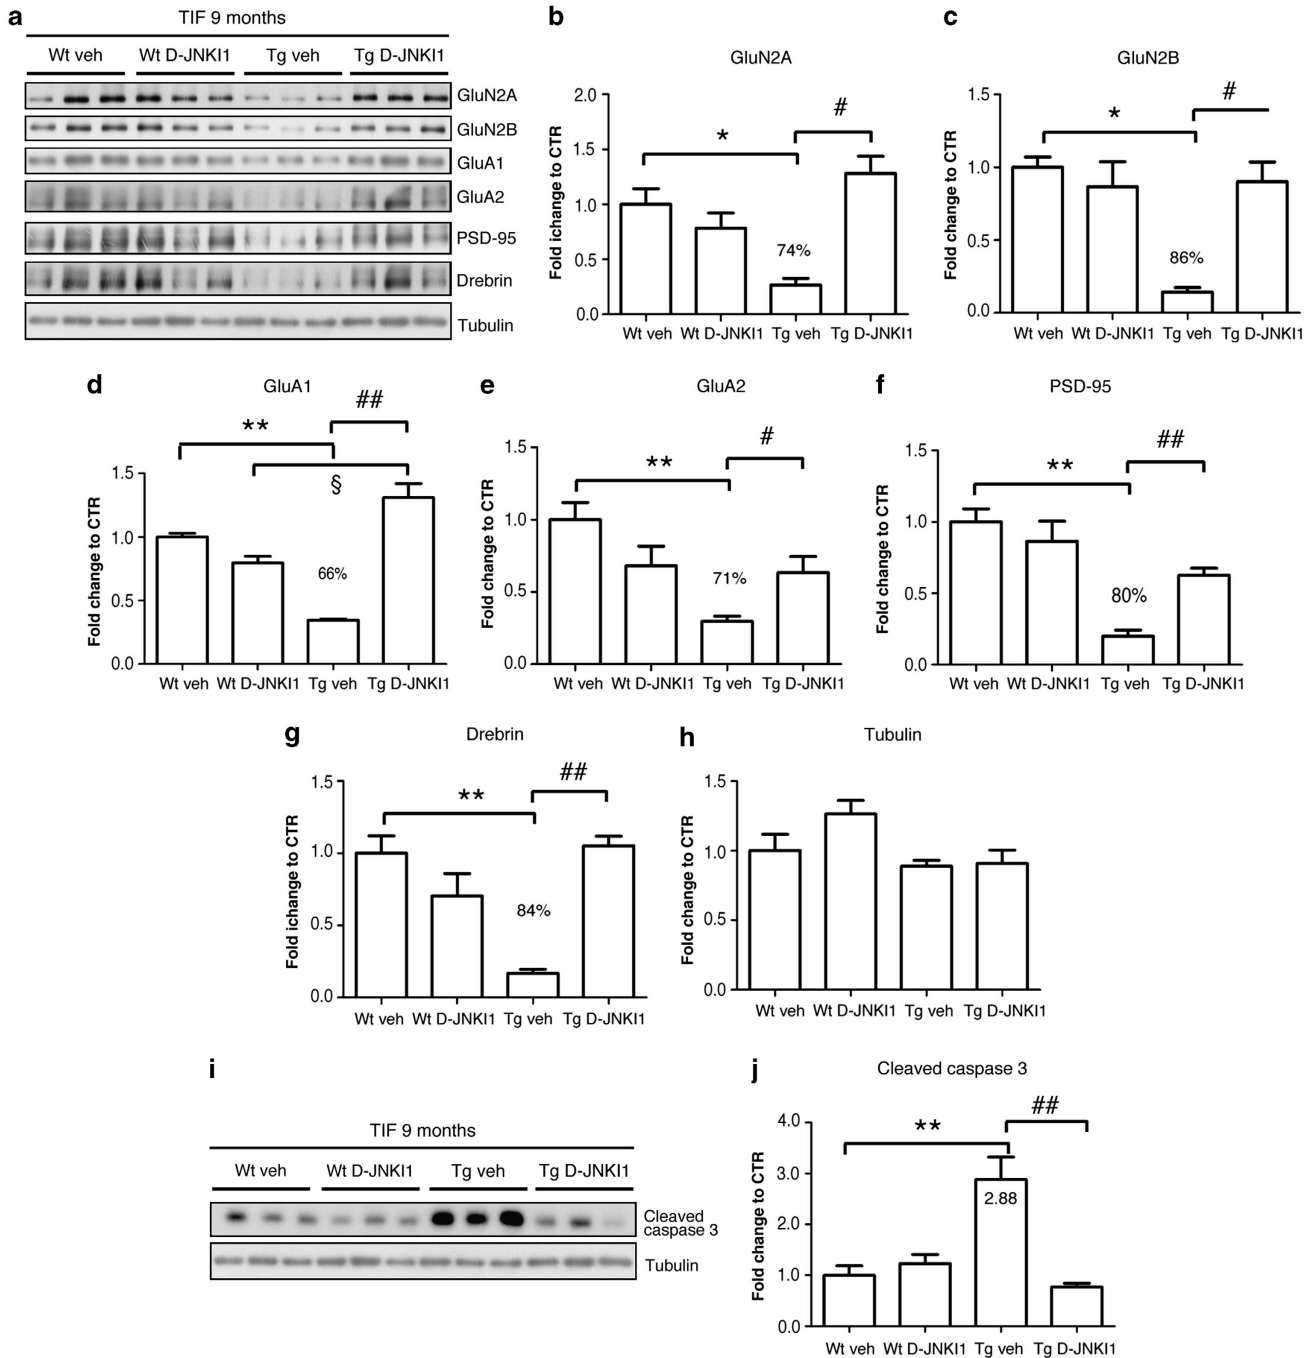 a
TIF 9 months
Wt veh Wt D-JNKI1 Tg veh Tg D-JNKI1
GluN2A
GluN2B
GluA1
GluA2
PSD-95
Drebrin
Tubulin
b
GluN2A
Fold ichange to CTR
2.0
1.5
1.0
0.5
0.0
*
#
74%
Wt veh Wt D-JNKI1 Tg veh Tg D-JNKI1
c
GluN2B
Fold change to CTR
1.5
1.0
0.5
0.0
*
#
86%
Wt veh Wt D-JNKI1 Tg veh Tg D-JNKI1
d
GluA1
Fold change to CTR
1.5
1.0
0.5
0.0
**
##
§
66%
Wt veh Wt D-JNKI1 Tg veh Tg D-JNKI1
e
GluA2
Fold change to CTR
1.5
1.0
0.5
0.0
**
#
71%
Wt veh Wt D-JNKI1 Tg veh Tg D-JNKI1
f
PSD-95
Fold change to CTR
1.5
1.0
0.5
0.0
**
##
80%
Wt veh Wt D-JNKI1 Tg veh Tg D-JNKI1
g
Drebrin
Fold ichange to CTR
1.5
1.0
0.5
0.0
**
##
84%
Wt veh Wt D-JNKI1 Tg veh Tg D-JNKI1
h
Tubulin
Fold change to CTR
1.5
1.0
0.5
0.0
Wt veh Wt D-JNKI1 Tg veh Tg D-JNKI1
i
TIF 9 months
Wt veh Wt D-JNKI1 Tg veh Tg D-JNKI1
Cleaved
caspase 3
Tubulin
j
Cleaved caspase 3
Fold change to CTR
4.0
3.0
2.0
1.0
0.0
**
##
2.88
Wt veh Wt D-JNKI1 Tg veh Tg D-JNKI1